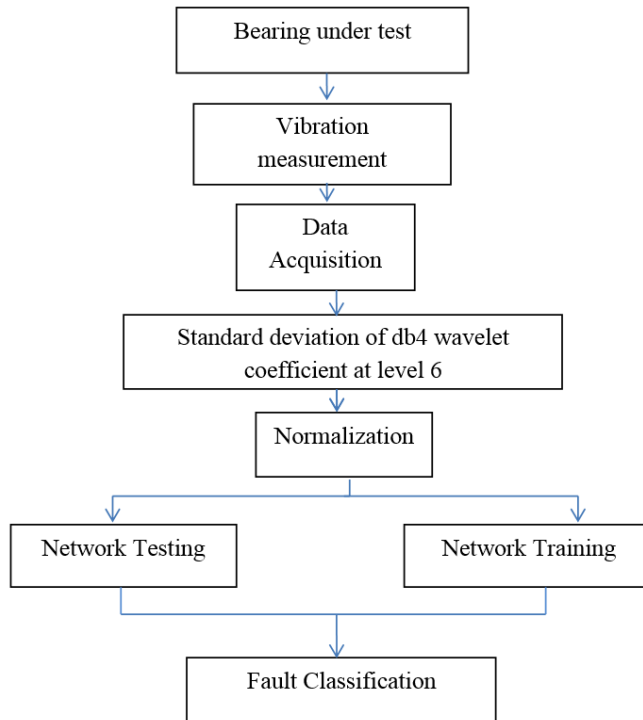 Bearing under test
Vibration
measurement
Data
Acquisition
Standard deviation of db4 wavelet
coefficient at level 6
Normalization
Network Testing
Network Training
Fault Classification